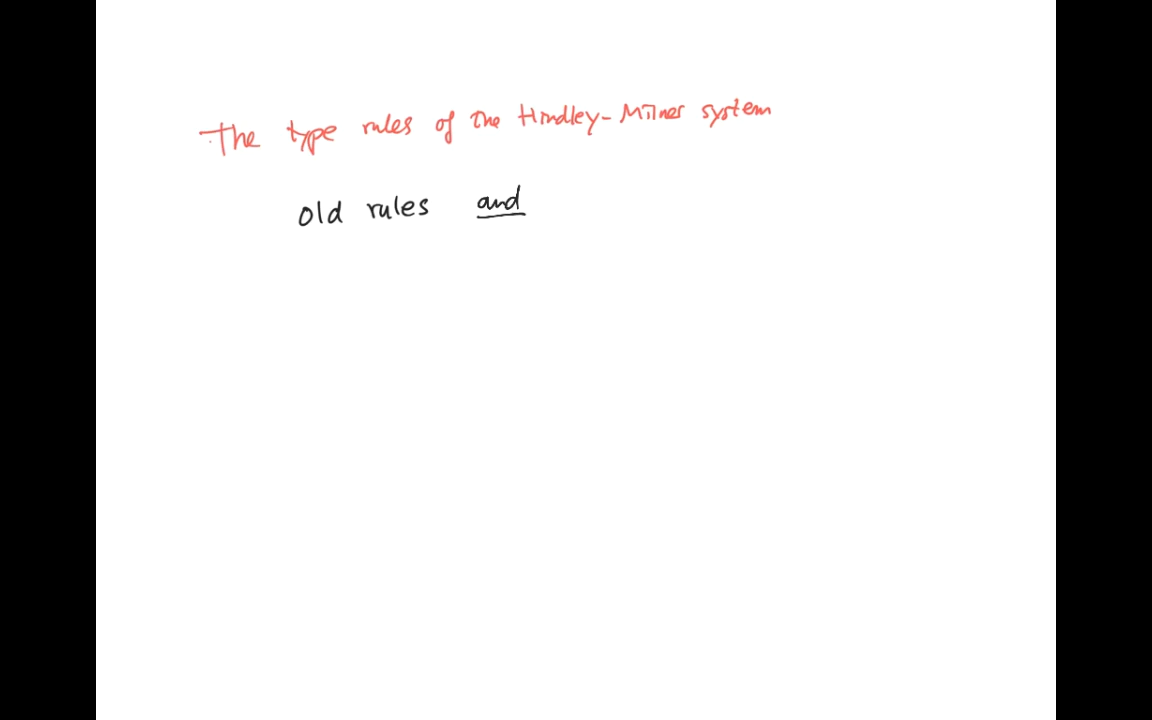 The type rules of the Hindley-Milner system
old rules and